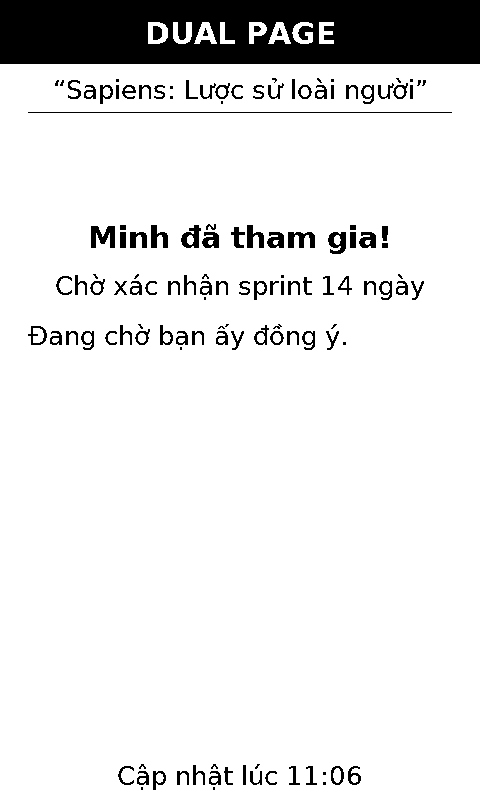 DUAL PAGE
“Sapiens: Lược sử loài người”
Minh đã tham gia!
Chờ xác nhận sprint 14 ngày
Đang chờ bạn ấy đồng ý.
Cập nhật lúc 11:06